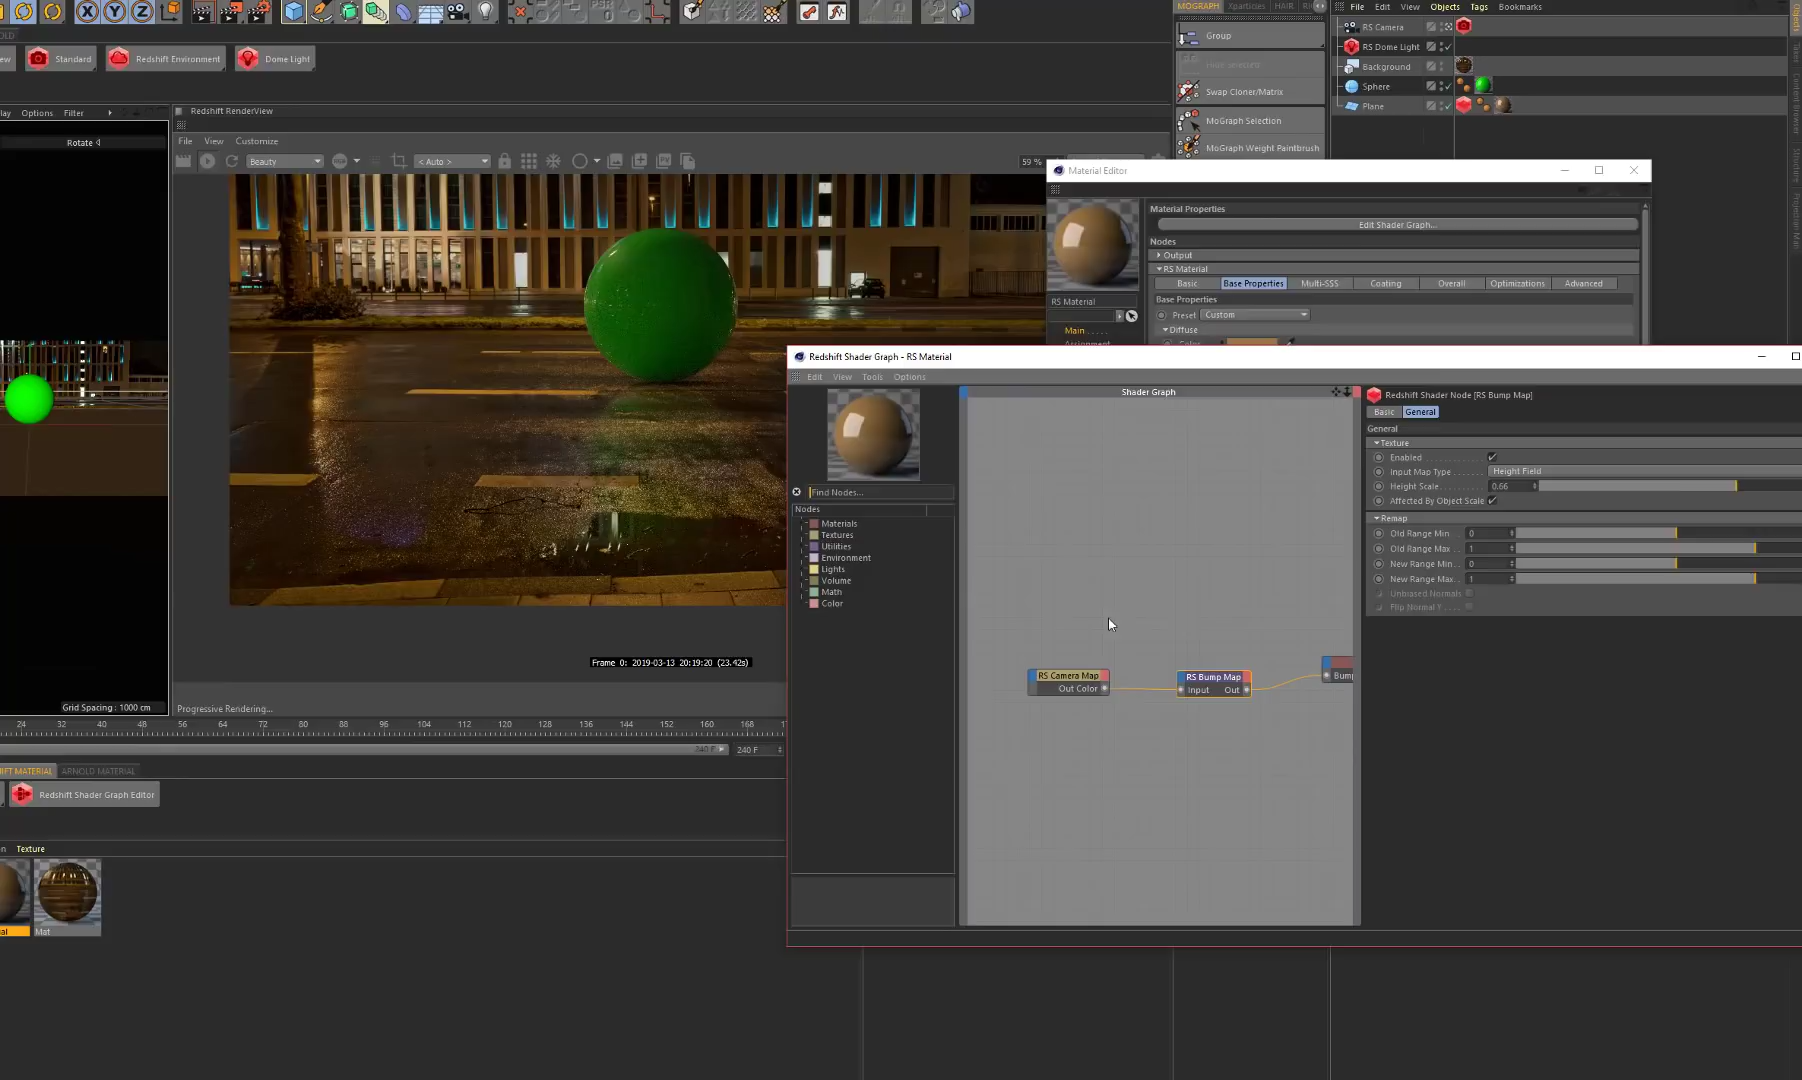 MOGRAPH Xparticles HAIR
File Edit View Objects Tags Bookmarks
Group
RS Camera
RS Dome Light
Background
Sphere
Plane
Hide Selected
Swap Cloner/Matrix
MoGraph Selection
MoGraph Weight Paintbrush
Standard Redshift Environment Dome Light
Options Filter
Rotate
Redshift RenderView
File View Customize
Beauty < Auto > 59 %
Material Editor
Material Properties
Edit Shader Graph...
Nodes
Output
RS Material
Basic Base Properties Multi-SSS Coating Overall Optimizations Advanced
Base Properties
Preset Custom
Diffuse
Color
RS Material
Main . . . . .
Assignment
Redshift Shader Graph - RS Material
Edit View Tools Options
Find Nodes...
Nodes
Materials
Textures
Utilities
Environment
Lights
Volume
Math
Color
Shader Graph
RS Camera Map
Out Color
RS Bump Map
Input Out
Bump
Redshift Shader Node [RS Bump Map]
Basic General
General
Texture
Enabled
Input Map Type Height Field
Height Scale 0.66
Affected By Object Scale
Remap
Old Range Min 0
Old Range Max 1
New Range Min 0
New Range Max 1
Unbiased Normals
Flip Normal Y
Frame 0: 2019-03-13 20:19:20 (23.42s)
Grid Spacing : 1000 cm
Progressive Rendering...
24 32 40 48 56 64 72 80 88 96 104 112 120 128 136 144 152 160 168
240 F 240 F
IFT MATERIAL ARNOLD MATERIAL
Redshift Shader Graph Editor
Texture
Mat